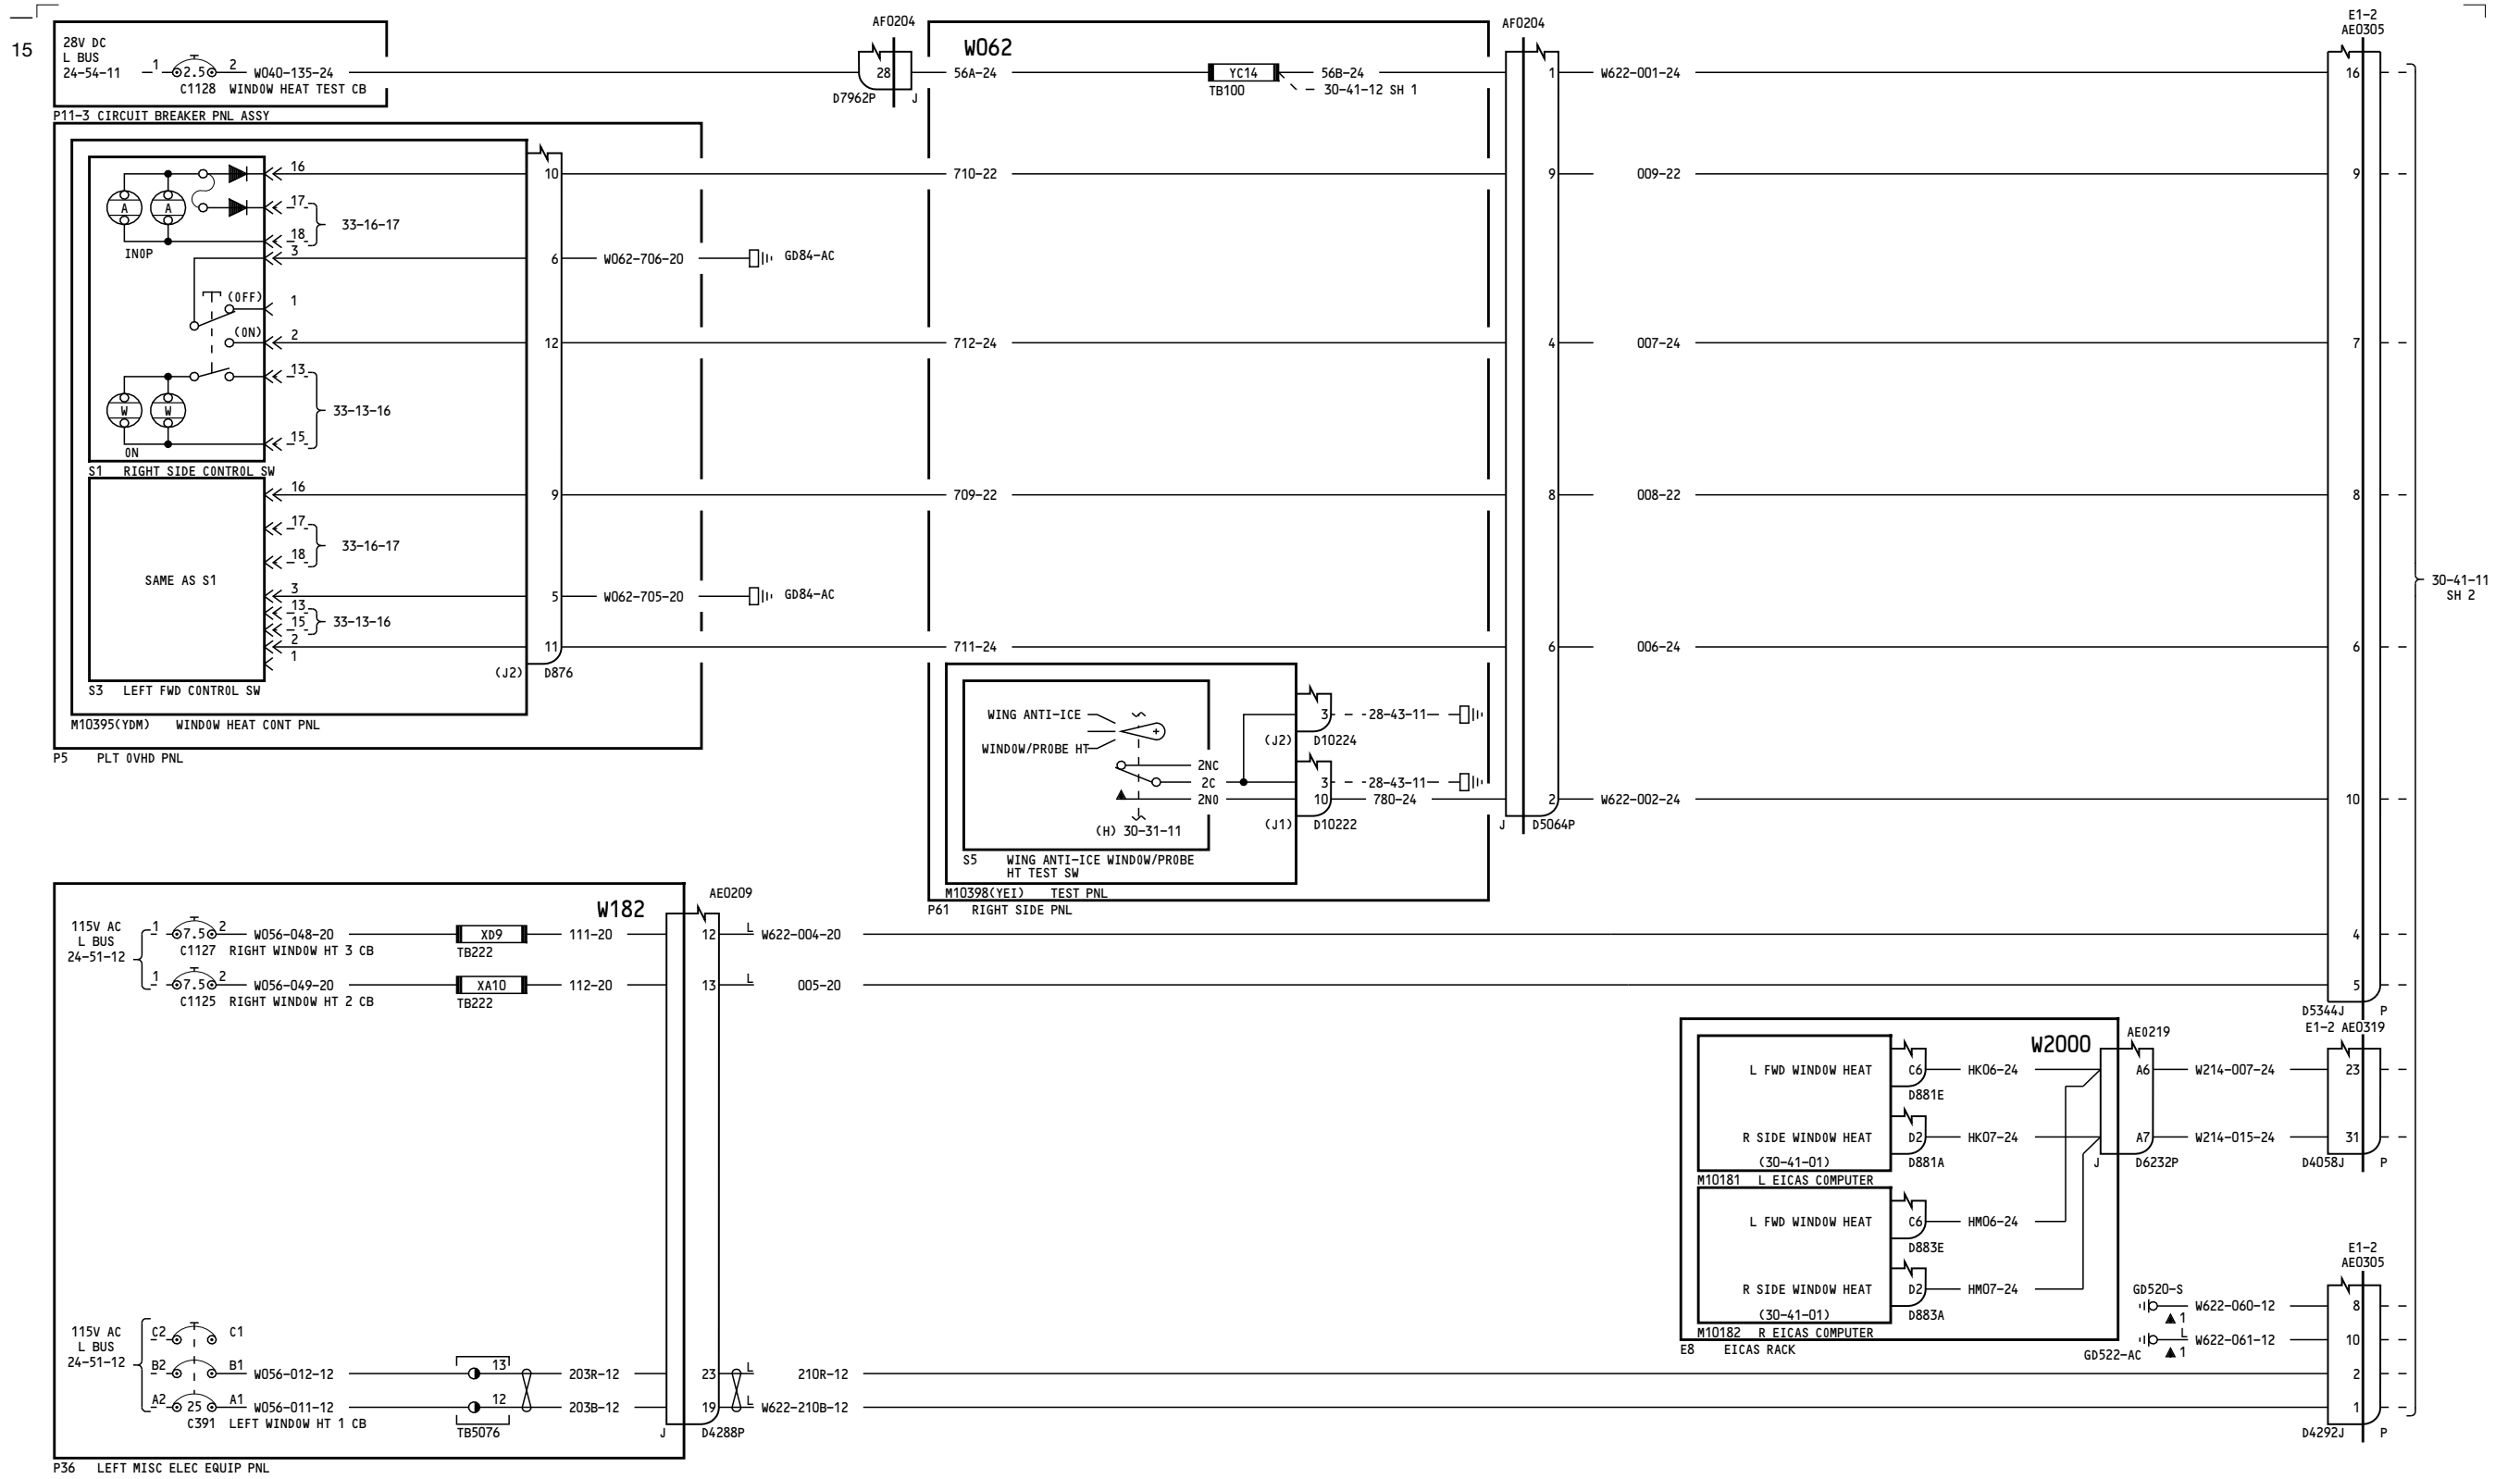 15
28V DC
L BUS
24-54-11
1 2.5 2 W040-135-24
C1128 WINDOW HEAT TEST CB
P11-3 CIRCUIT BREAKER PNL ASSY
AF0204
28
D7962P J
W062
56A-24
YC14
TB100
56B-24
30-41-12 SH 1
AF0204
1 W622-001-24
E1-2
AE0305
16
A A
INOP
16
17
18
33-16-17
3
(OFF) 1
(ON) 2
13
15
33-13-16
W W
ON
S1 RIGHT SIDE CONTROL SW
10 710-22 9 009-22 9
6 W062-706-20 GD84-AC
12 712-24 4 007-24 7
16 9 709-22 8 008-22 8
17
18
33-16-17
SAME AS S1
3 5 W062-705-20 GD84-AC
13
15
33-13-16
2 11 711-24 6 006-24 6
1
(J2) D876
S3 LEFT FWD CONTROL SW
M10395(YDM) WINDOW HEAT CONT PNL
P5 PLT OVHD PNL
30-41-11
SH 2
WING ANTI-ICE
WINDOW/PROBE HT
2NC
2C
2NO
(H) 30-31-11
S5 WING ANTI-ICE WINDOW/PROBE
HT TEST SW
3 28-43-11
(J2) D10224
3 28-43-11
10 780-24
(J1) D10222
2 W622-002-24 10
J D5064P
M10398(YEI) TEST PNL
P61 RIGHT SIDE PNL
W182
AE0209
115V AC
L BUS
24-51-12
1 7.5 2 W056-048-20 XD9 111-20 12 L W622-004-20 4
C1127 RIGHT WINDOW HT 3 CB TB222
1 7.5 2 W056-049-20 XA10 112-20 13 L 005-20 5
C1125 RIGHT WINDOW HT 2 CB TB222
D5344J P
E1-2 AE0319
W2000
AE0219
L FWD WINDOW HEAT C6 HK06-24 A6 W214-007-24 23
D881E
R SIDE WINDOW HEAT D2 HK07-24 A7 W214-015-24 31
(30-41-01) D881A J D6232P D4058J P
M10181 L EICAS COMPUTER
L FWD WINDOW HEAT C6 HM06-24
D883E
R SIDE WINDOW HEAT D2 HM07-24
(30-41-01) D883A
M10182 R EICAS COMPUTER
E8 EICAS RACK
E1-2
AE0305
GD520-S
W622-060-12 8
1
L W622-061-12 10
GD522-AC 1
115V AC
L BUS
24-51-12
C2 C1
B2 B1 W056-012-12 13 203R-12 23 L 210R-12 2
A2 25 A1 W056-011-12 12 203B-12 19 L W622-210B-12 1
C391 LEFT WINDOW HT 1 CB TB5076 J D4288P D4292J P
P36 LEFT MISC ELEC EQUIP PNL